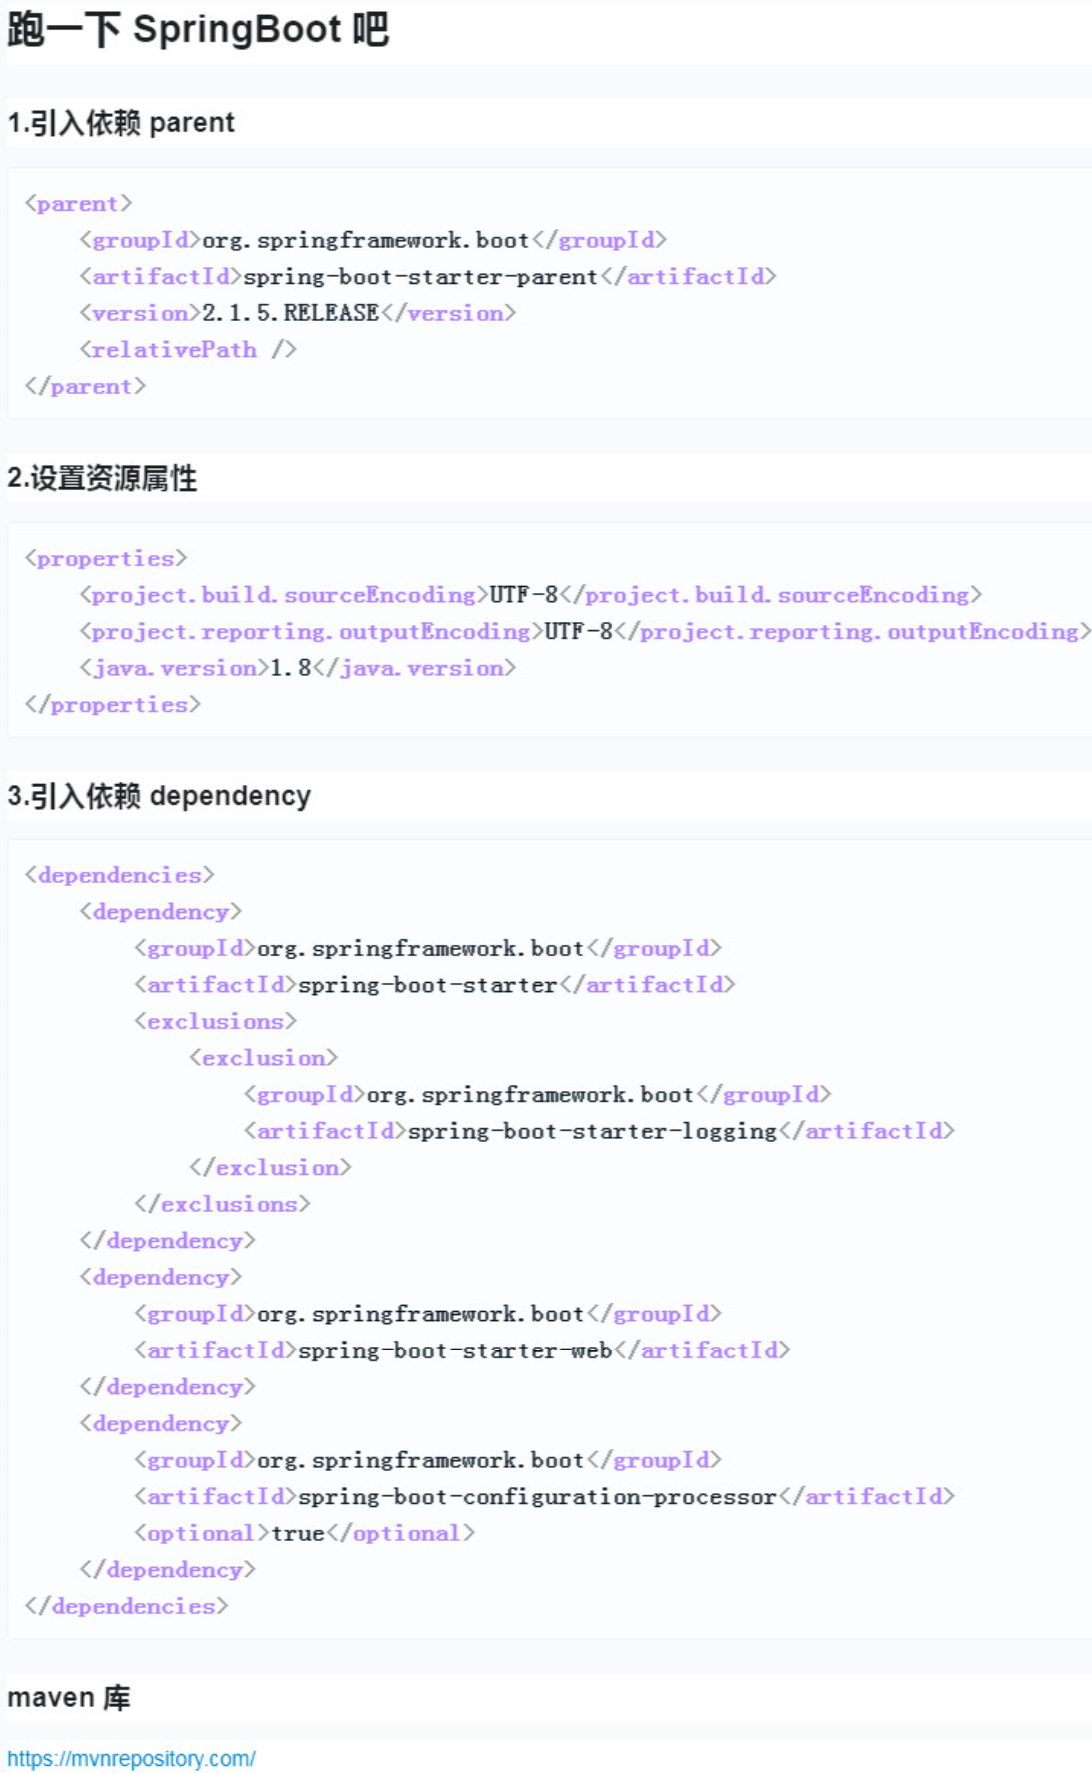 跑一下 SpringBoot 吧
1.引入依赖 parent
<parent>
    <groupId>org.springframework.boot</groupId>
    <artifactId>spring-boot-starter-parent</artifactId>
    <version>2.1.5.RELEASE</version>
    <relativePath />
</parent>
2.设置资源属性
<properties>
    <project.build.sourceEncoding>UTF-8</project.build.sourceEncoding>
    <project.reporting.outputEncoding>UTF-8</project.reporting.outputEncoding>
    <java.version>1.8</java.version>
</properties>
3.引入依赖 dependency
<dependencies>
    <dependency>
        <groupId>org.springframework.boot</groupId>
        <artifactId>spring-boot-starter</artifactId>
        <exclusions>
            <exclusion>
                <groupId>org.springframework.boot</groupId>
                <artifactId>spring-boot-starter-logging</artifactId>
            </exclusion>
        </exclusions>
    </dependency>
    <dependency>
        <groupId>org.springframework.boot</groupId>
        <artifactId>spring-boot-starter-web</artifactId>
    </dependency>
    <dependency>
        <groupId>org.springframework.boot</groupId>
        <artifactId>spring-boot-configuration-processor</artifactId>
        <optional>true</optional>
    </dependency>
</dependencies>
maven 库
https://mvnrepository.com/